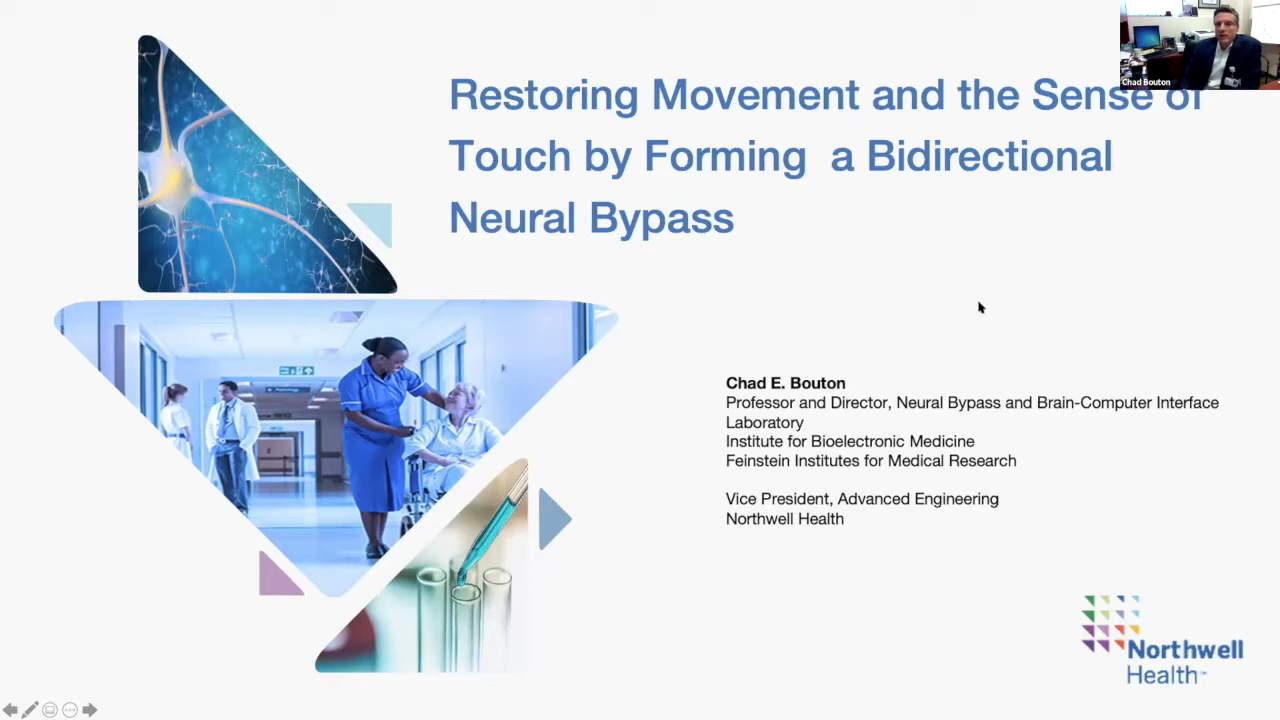 Restoring Movement and the Sense of
Touch by Forming  a Bidirectional
Neural Bypass
Chad Bouton
Chad E. Bouton
Professor and Director, Neural Bypass and Brain-Computer Interface
Laboratory
Institute for Bioelectronic Medicine
Feinstein Institutes for Medical Research
Vice President, Advanced Engineering
Northwell Health
Northwell
Health